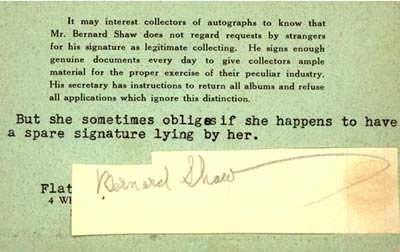 It may interest collectors of autographs to know that
Mr. Bernard Shaw does not regard requests by strangers
for his signature as legitimate collecting. He signs enough
genuine documents every day to give collectors ample
material for the proper exercise of their peculiar industry.
His secretary has instructions to return all albums and refuse
all applications which ignore this distinction.
But she sometimes obliges if she happens to have
a spare signature lying by her.
Bernard Shaw
Flat
4 Wh